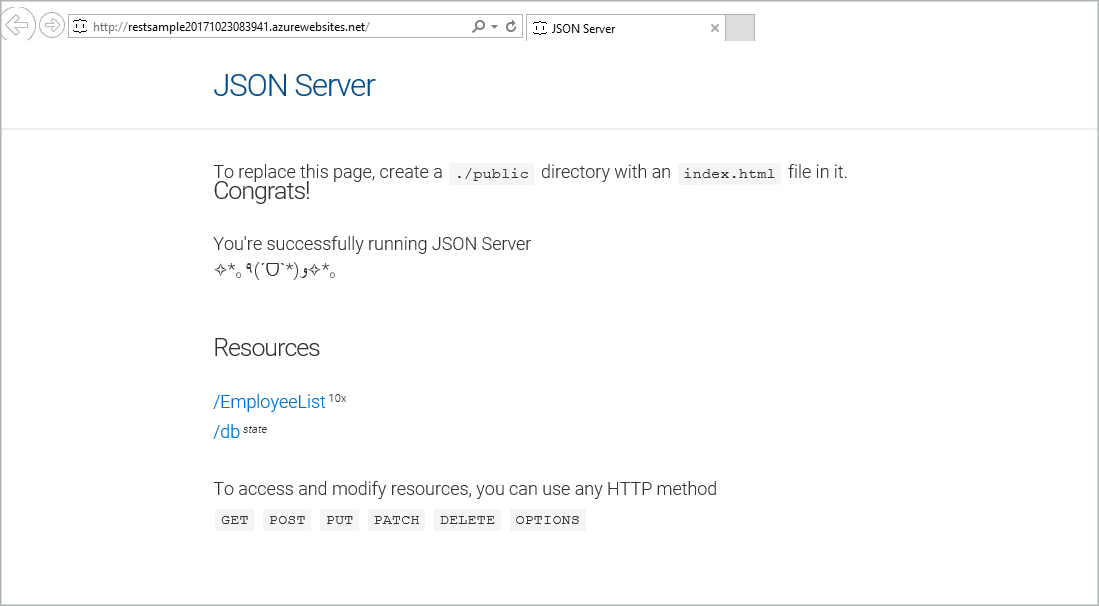 http://restsample20171023083941.azurewebsites.net/
JSON Server
JSON Server
To replace this page, create a ./public directory with an index.html file in it.
Congrats!
You're successfully running JSON Server
✧*｡٩(ˊᗜˋ*)و✧*｡
Resources
/EmployeeList 10x
/db state
To access and modify resources, you can use any HTTP method
GET POST PUT PATCH DELETE OPTIONS